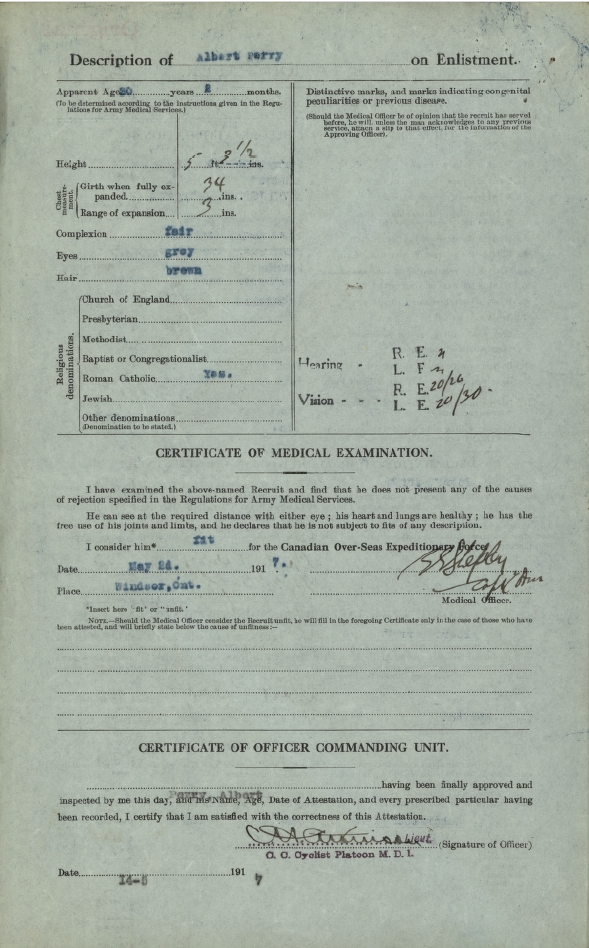 Description of Albert Perry on Enlistment.
Apparent Age 20 years 2 months.
(To be determined according to the instructions given in the Regu-
lations for Army Medical Services.)
Height 5 ft. 3 1/2 ins.
Chest measure-ment.
Girth when fully ex-
panded 34 ins.
Range of expansion 3 ins.
Complexion fair
Eyes grey
Hair brown
Religious denominations.
Church of England
Presbyterian
Methodist
Baptist or Congregationalist
Roman Catholic Yes.
Jewish
Other denominations
(Denomination to be stated.)
Distinctive marks, and marks indicating congenital
peculiarities or previous disease.
(Should the Medical Officer be of opinion that the recruit has served
before, he will, unless the man acknowledges to any previous
service, attach a slip to that effect, for the information of the
Approving Officer).
Hearing - R. E. n
L. E. n
Vision - - - R. E. 20/20
L. E. 20/30
CERTIFICATE OF MEDICAL EXAMINATION.
I have examined the above-named Recruit and find that he does not present any of the causes
of rejection specified in the Regulations for Army Medical Services.
He can see at the required distance with either eye ; his heart and lungs are healthy ; he has the
free use of his joints and limbs, and he declares that he is not subject to fits of any description.
I consider him* fit for the Canadian Over-Seas Expeditionary Force
Date May 1917.
Place Windsor, Ont.
Medical Officer.
*Insert here "fit" or "unfit."
NOTE.—Should the Medical Officer consider the Recruit unfit, he will fill in the foregoing Certificate only in the case of those who have
been attested, and will briefly state below the cause of unfitness:—
CERTIFICATE OF OFFICER COMMANDING UNIT.
Perry, Albert having been finally approved and
inspected by me this day, and his Name, Age, Date of Attestation, and every prescribed particular having
been recorded, I certify that I am satisfied with the correctness of this Attestation.
Lieut (Signature of Officer)
O. C. Cyclist Platoon M. D. 1.
Date 14-5 1917